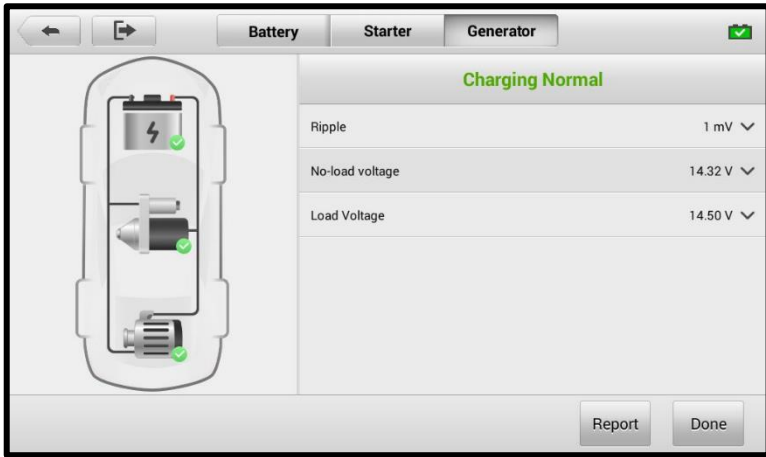 Battery Starter Generator
Charging Normal
Ripple 1 mV
No-load voltage 14.32 V
Load Voltage 14.50 V
Report Done